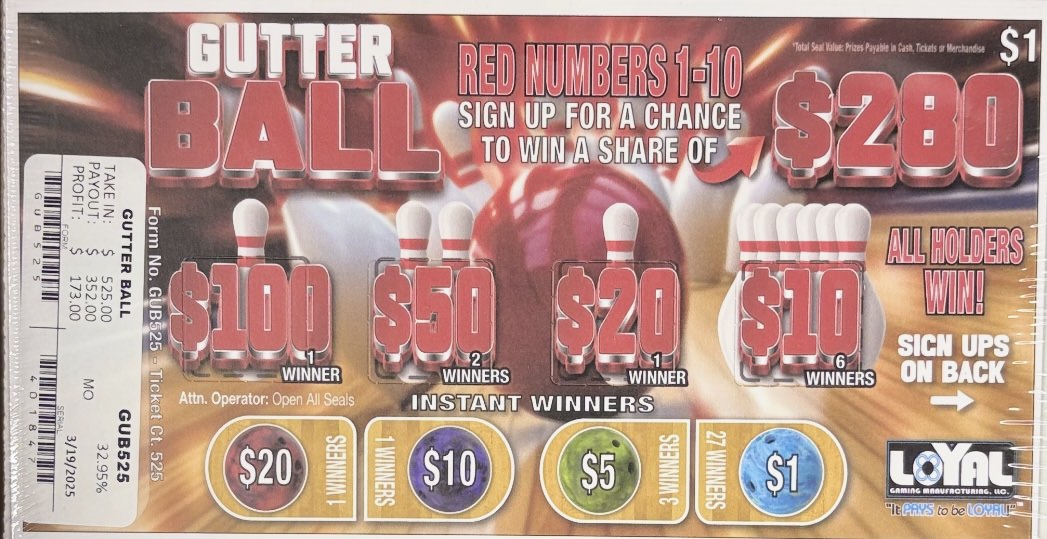 GUTTER
BALL
RED NUMBERS 1-10
SIGN UP FOR A CHANCE
TO WIN A SHARE OF
*Total Seal Value: Prizes Payable in Cash, Tickets or Merchandise
$1
$280
$100
1
WINNER
$50
2
WINNERS
$20
1
WINNER
$10
6
WINNERS
ALL HOLDERS
WIN!
SIGN UPS
ON BACK
Attn. Operator: Open All Seals
INSTANT WINNERS
$20
1 WINNERS
1 WINNERS
$10
$5
3 WINNERS
27 WINNERS
$1
LOYAL
GAMING MANUFACTURING, LLC.
"It PAYS to be LOYAL!"
Form No. GUB525 - Ticket Ct. 525
GUTTER BALL GUB525
TAKE IN: $ 525.00 MO 32.95%
PAYOUT: $ 352.00
PROFIT: $ 173.00 3/19/2025
FORM
SERIAL
GUB525
4018472